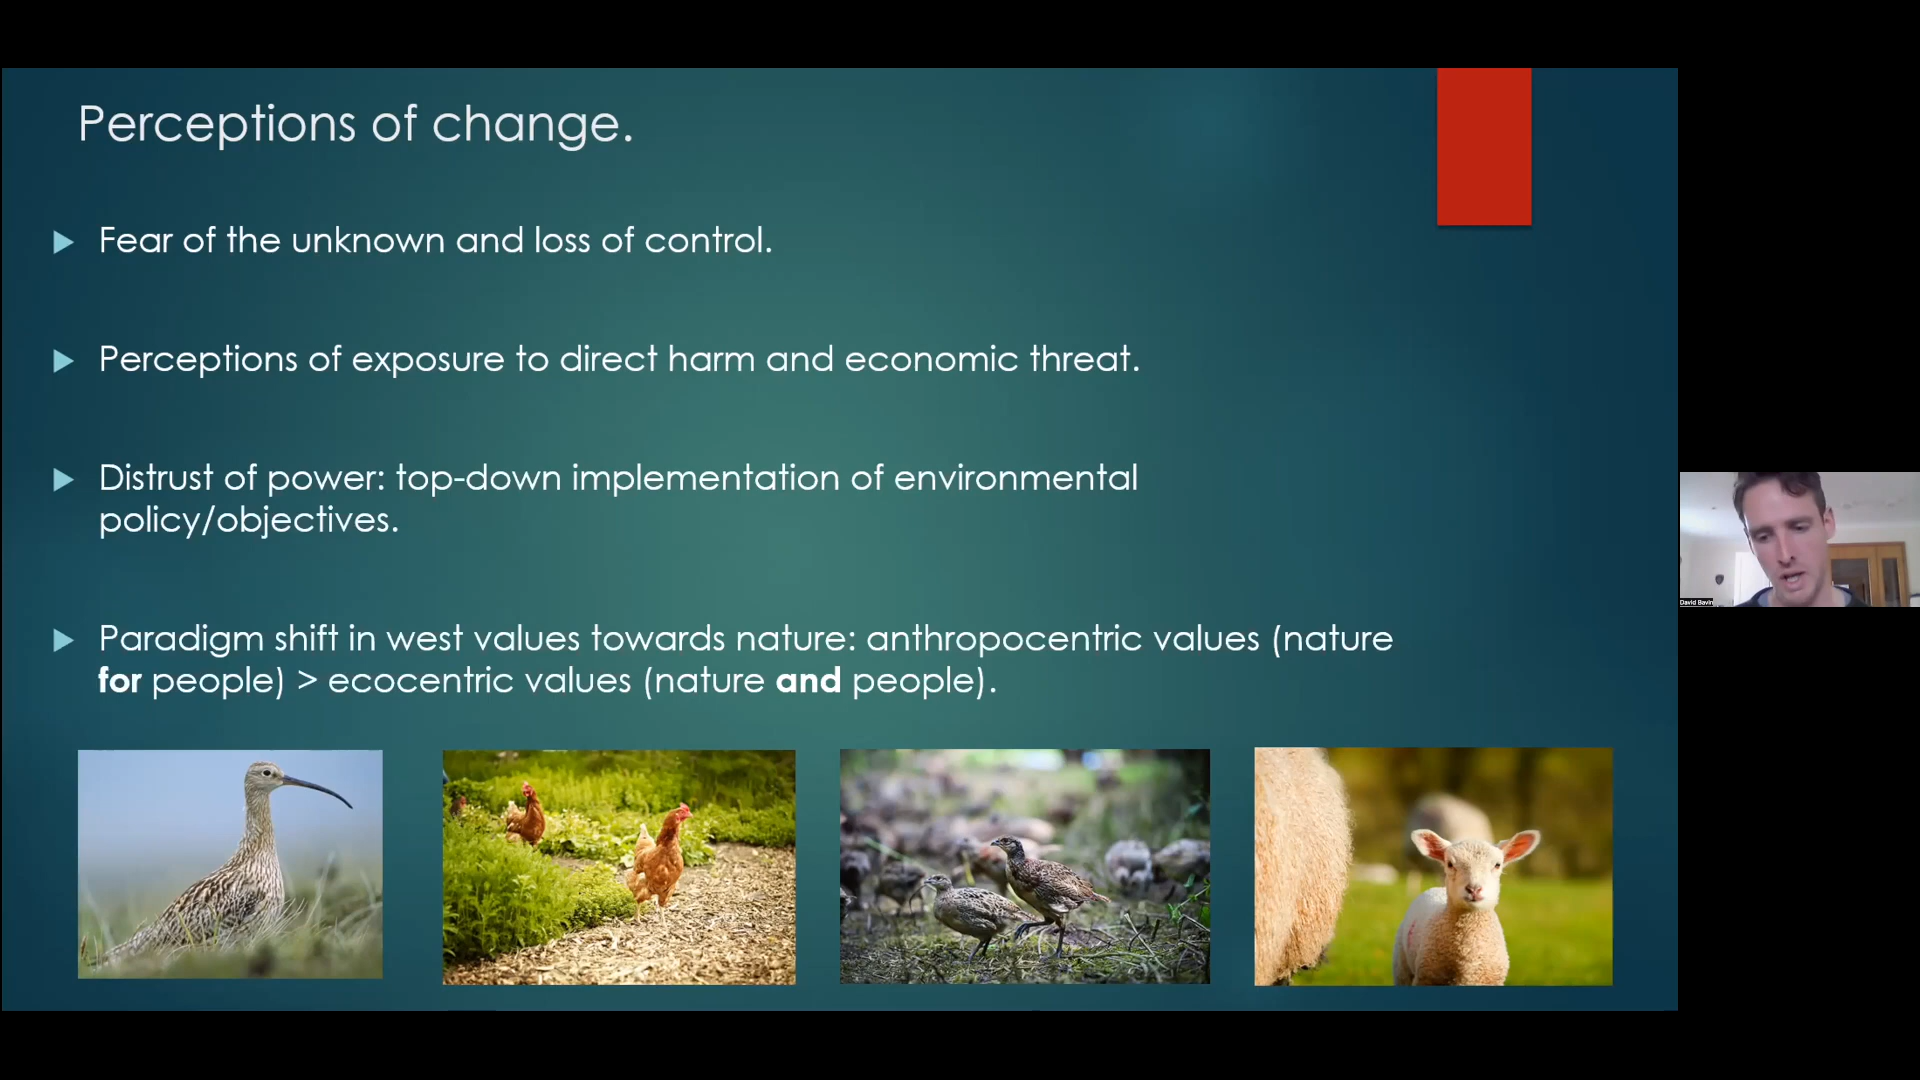 Perceptions of change.
Fear of the unknown and loss of control.
Perceptions of exposure to direct harm and economic threat.
Distrust of power: top-down implementation of environmental
policy/objectives.
Paradigm shift in west values towards nature: anthropocentric values (nature
for people) > ecocentric values (nature and people).
David Bavin